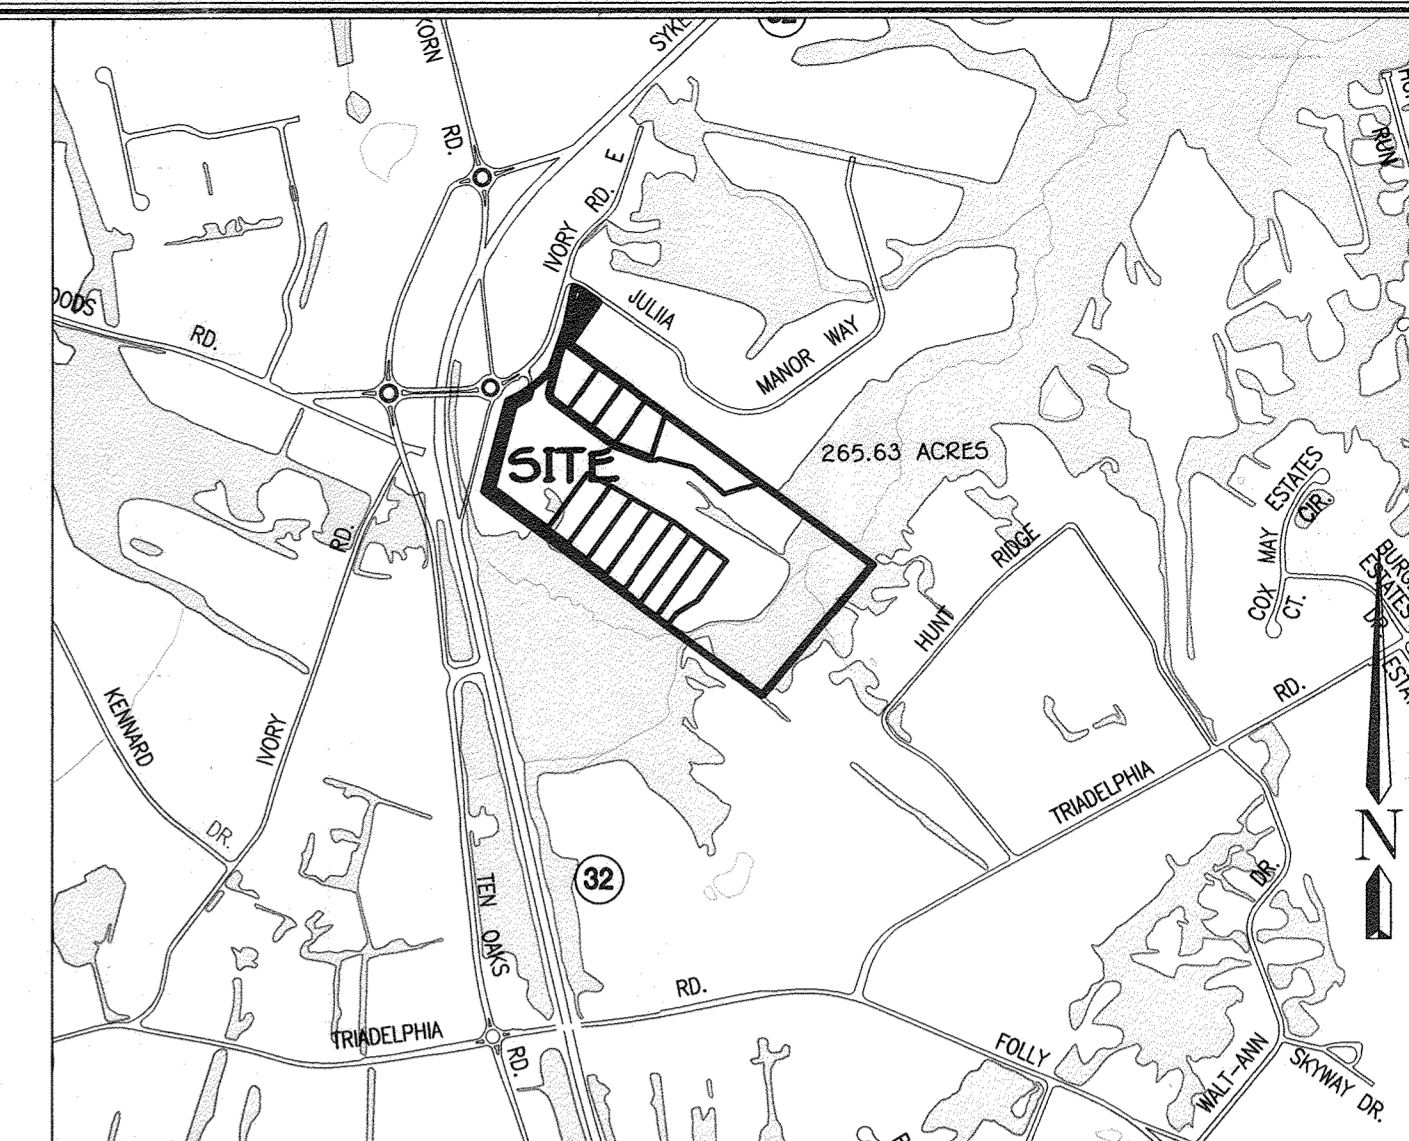 SYKE
RD.
E
RD.
IVORY
JULIIA
MANOR WAY
RUN
RD.
SITE
265.63 ACRES
RD.
HUNT RIDGE
COX MAY ESTATES
CIR.
CT.
ESTATES
DR.
KENNARD
DR.
IVORY
TRIADELPHIA
RD.
N
32
TEN OAKS
RD.
DR.
RD.
TRIADELPHIA
FOLLY
WALT-ANN
SKYWAY DR.